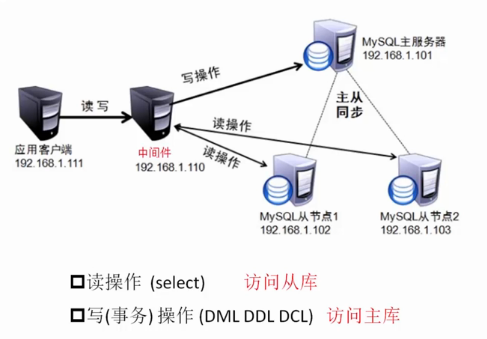 MySQL主服务器
192.168.1.101
写操作
读 写
主从
同步
读操作
读操作
应用客户端
192.168.1.111
中间件
192.168.1.110
MySQL从节点1
192.168.1.102
MySQL从节点2
192.168.1.103
读操作 (select) 访问从库
写(事务) 操作 (DML DDL DCL) 访问主库